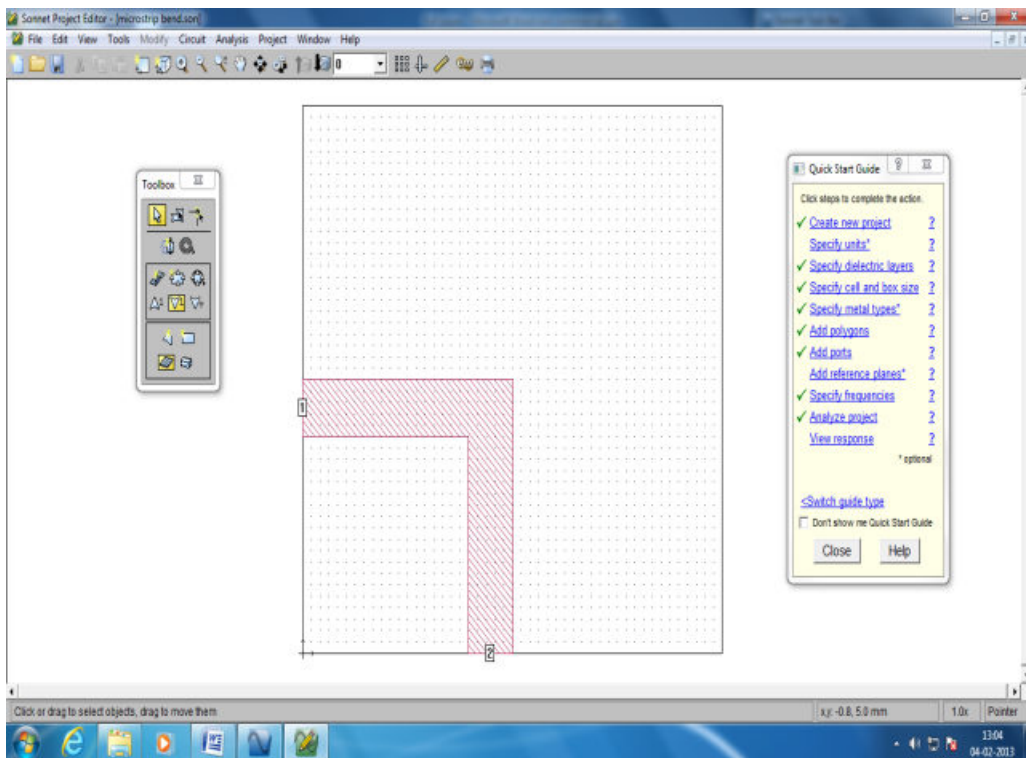 Sonnet Project Editor - [microstrip bend.son]
File Edit View Tools Modify Circuit Analysis Project Window Help
0
Toolbox
1
2
Quick Start Guide
Click steps to complete the action.
Create new project ?
Specify units* ?
Specify dielectric layers ?
Specify cell and box size ?
Specify metal types* ?
Add polygons ?
Add ports ?
Add reference planes* ?
Specify frequencies ?
Analyze project ?
View response ?
* optional
<Switch guide type
Don't show me Quick Start Guide
Close Help
Click or drag to select objects, drag to move them
x,y: -0.8, 5.0 mm 1.0x Pointer
13:04
04-02-2013